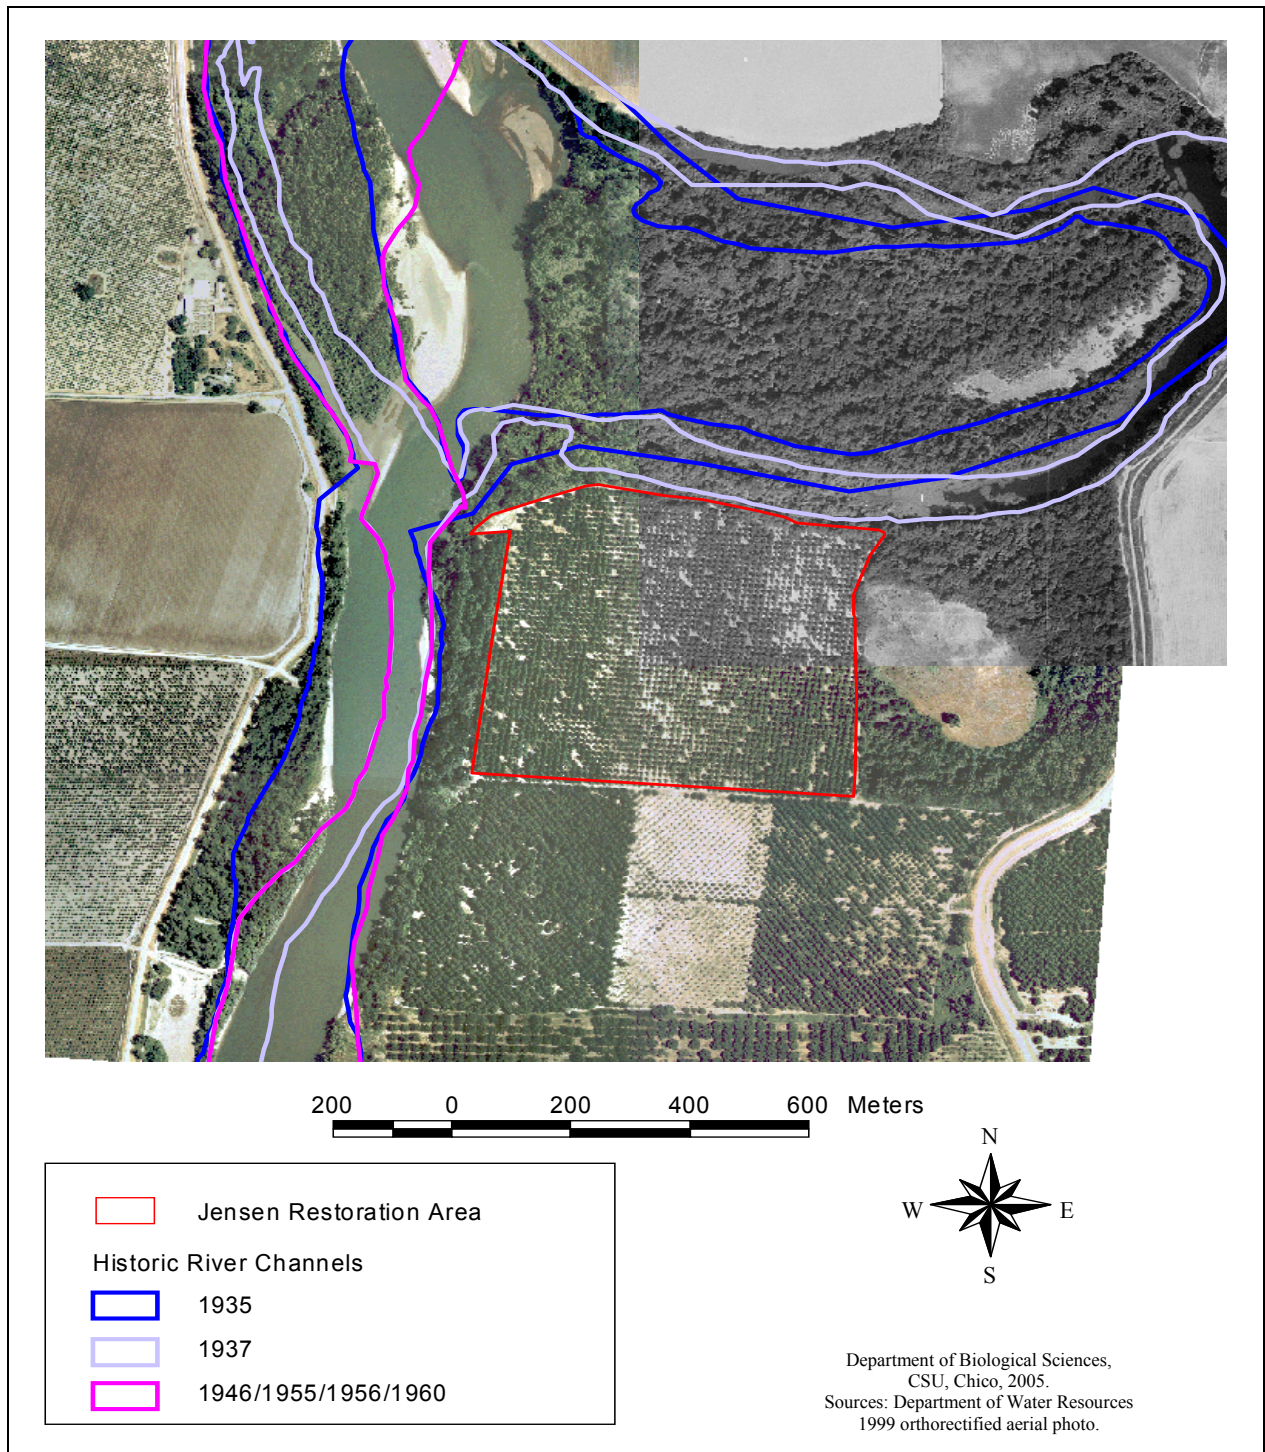 200 0 200 400 600 Meters
N
W E
S
Jensen Restoration Area
Historic River Channels
1935
1937
1946/1955/1956/1960
Department of Biological Sciences,
CSU, Chico, 2005.
Sources: Department of Water Resources
1999 orthorectified aerial photo.